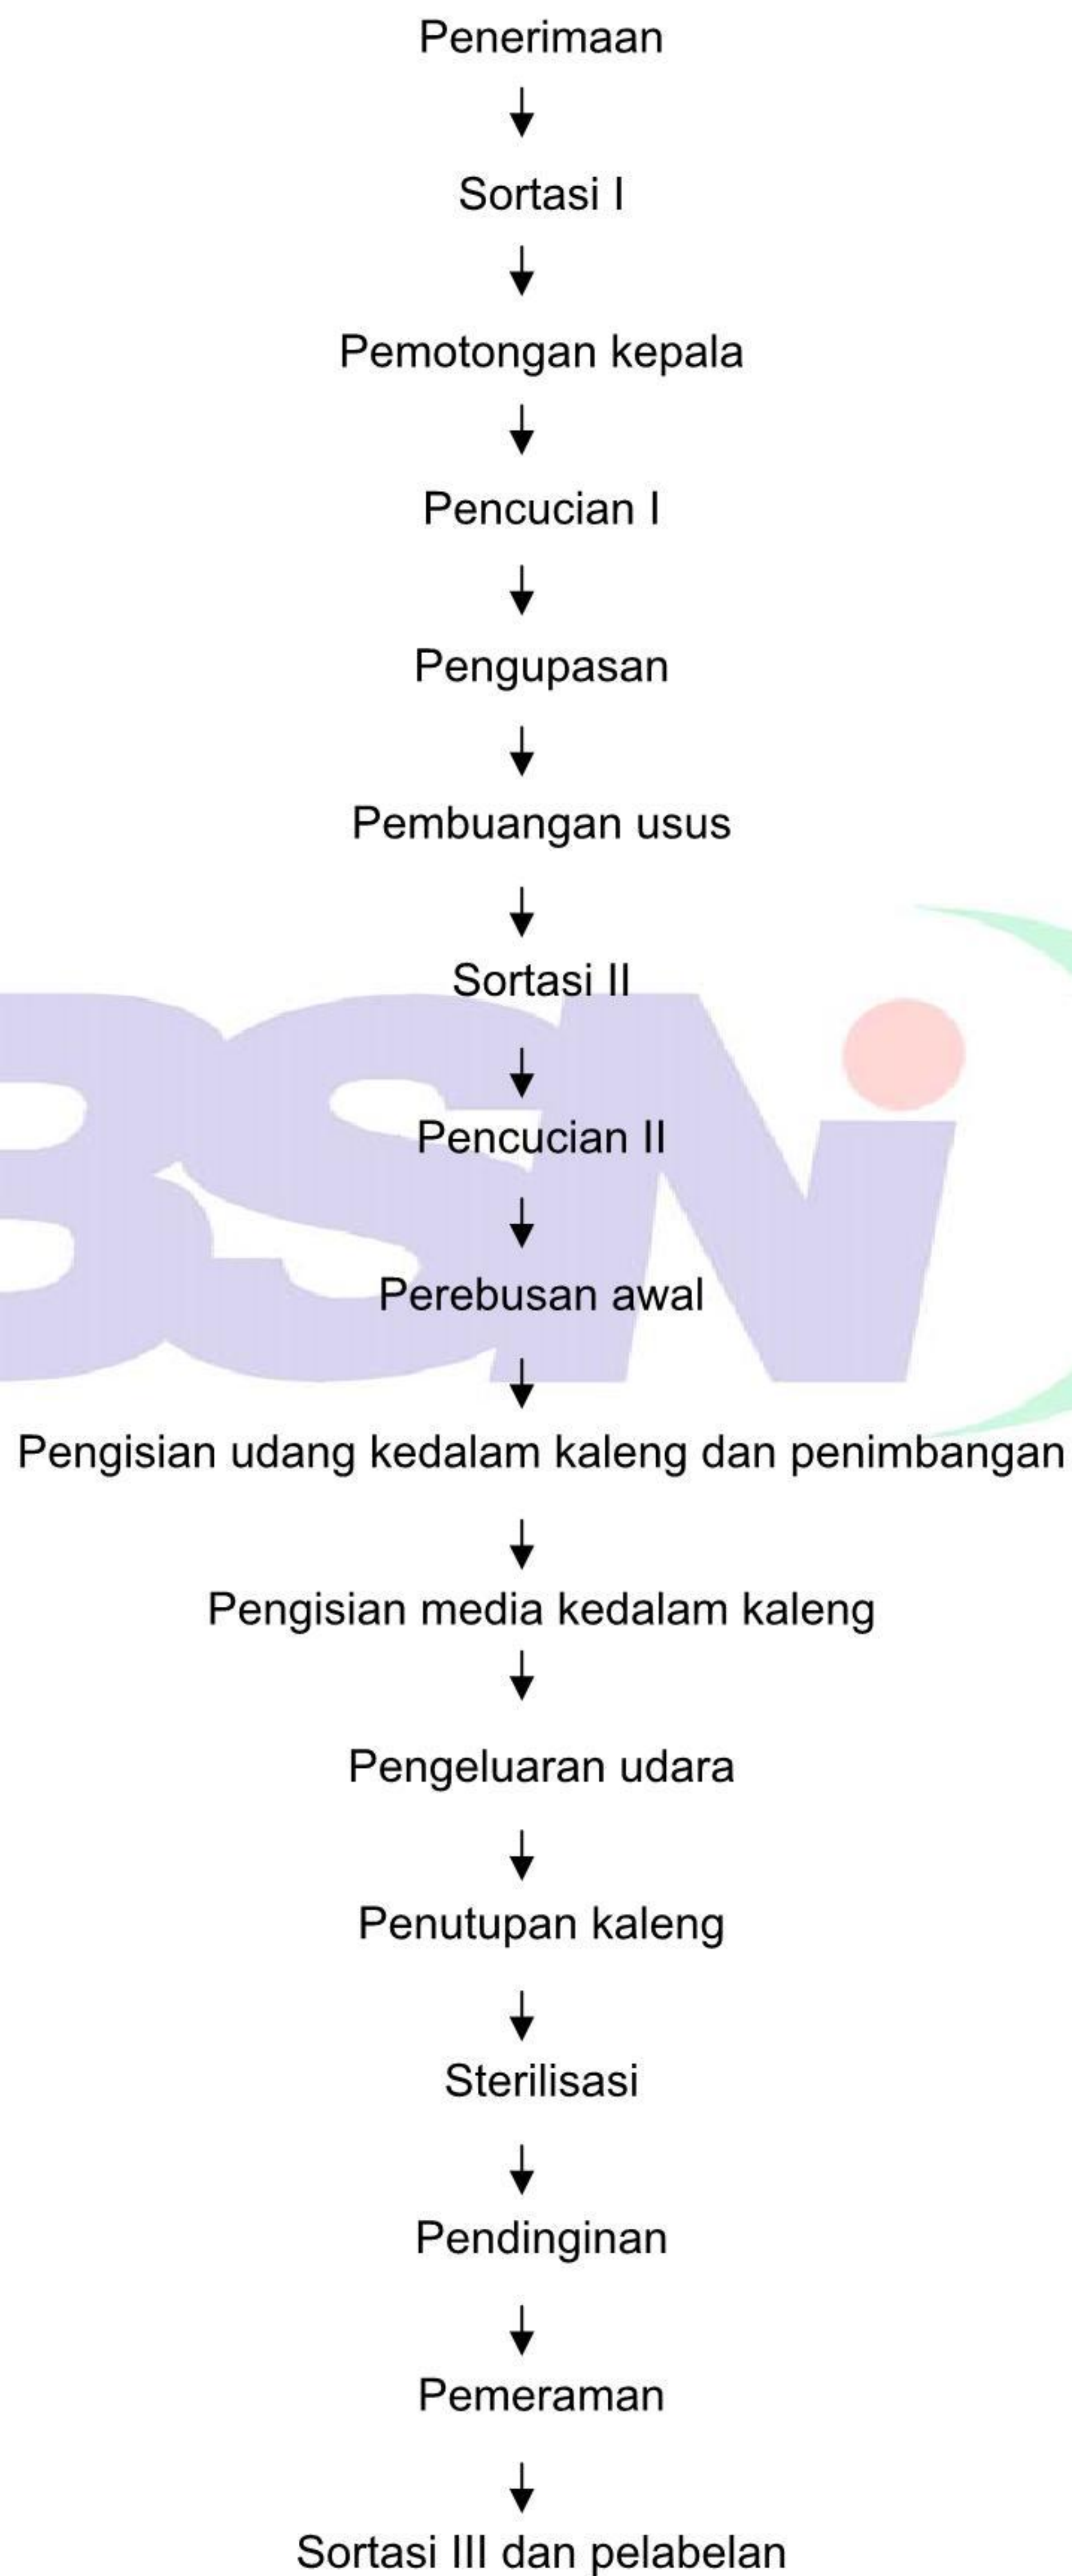 Penerimaan
Sortasi I
Pemotongan kepala
Pencucian I
Pengupasan
Pembuangan usus
Sortasi II
Pencucian II
Perebusan awal
Pengisian udang kedalam kaleng dan penimbangan
Pengisian media kedalam kaleng
Pengeluaran udara
Penutupan kaleng
Sterilisasi
Pendinginan
Pemeraman
Sortasi III dan pelabelan
BSN